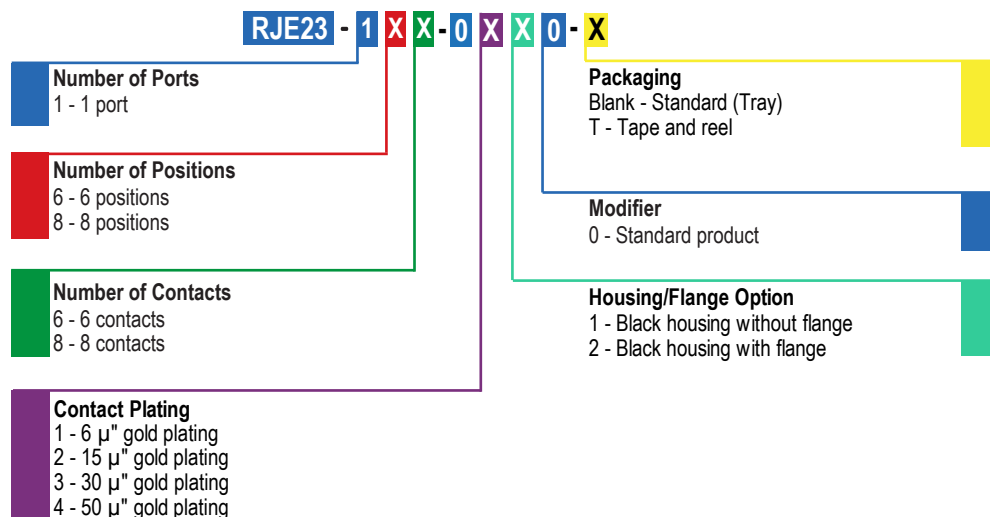 RJE23 - 1 X X - 0 X X 0 - X
Number of Ports
1 - 1 port
Number of Positions
6 - 6 positions
8 - 8 positions
Number of Contacts
6 - 6 contacts
8 - 8 contacts
Contact Plating
1 - 6 µ" gold plating
2 - 15 µ" gold plating
3 - 30 µ" gold plating
4 - 50 µ" gold plating
Packaging
Blank - Standard (Tray)
T - Tape and reel
Modifier
0 - Standard product
Housing/Flange Option
1 - Black housing without flange
2 - Black housing with flange